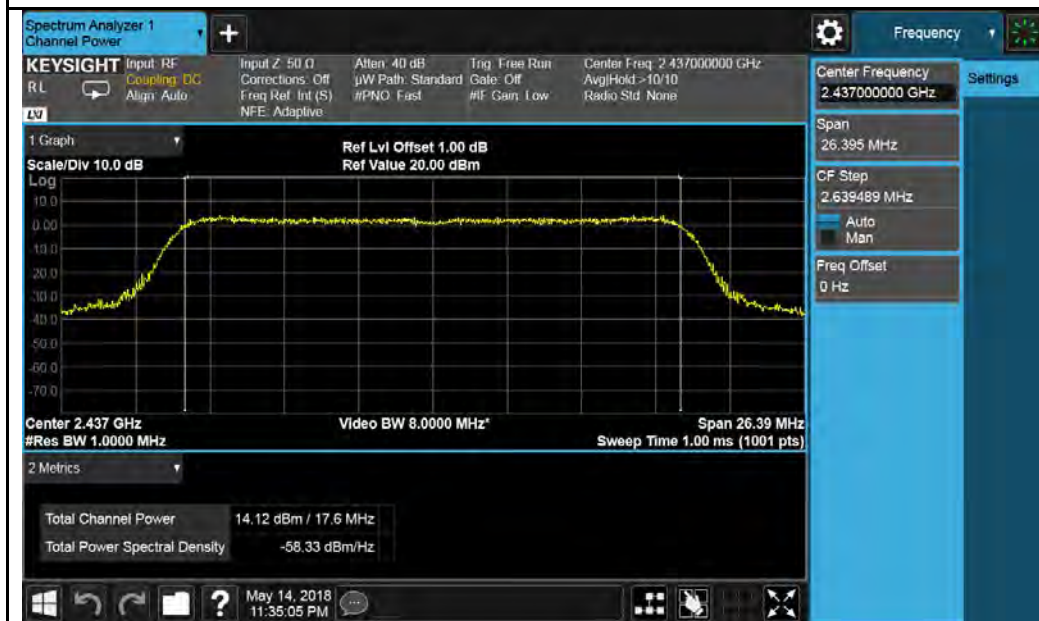 Spectrum Analyzer 1
Channel Power
+
Frequency
KEYSIGHT
RL
LXI
Input: RF
Coupling: DC
Align: Auto
Input Z: 50 Ω
Corrections: Off
Freq Ref: Int (S)
NFE: Adaptive
Atten: 40 dB
µW Path: Standard
#PNO: Fast
Trig: Free Run
Gate: Off
#IF Gain: Low
Center Freq: 2.437000000 GHz
Avg|Hold:>10/10
Radio Std: None
Center Frequency
2.437000000 GHz
Settings
Span
26.395 MHz
CF Step
2.639489 MHz
Auto
Man
Freq Offset
0 Hz
1 Graph
Scale/Div 10.0 dB
Ref Lvl Offset 1.00 dB
Ref Value 20.00 dBm
Log
10.0
0.00
-10.0
-20.0
-30.0
-40.0
-50.0
-60.0
-70.0
Center 2.437 GHz
#Res BW 1.0000 MHz
Video BW 8.0000 MHz*
Span 26.39 MHz
Sweep Time 1.00 ms (1001 pts)
2 Metrics
Total Channel Power 14.12 dBm / 17.6 MHz
Total Power Spectral Density -58.33 dBm/Hz
?
May 14, 2018
11:35:05 PM